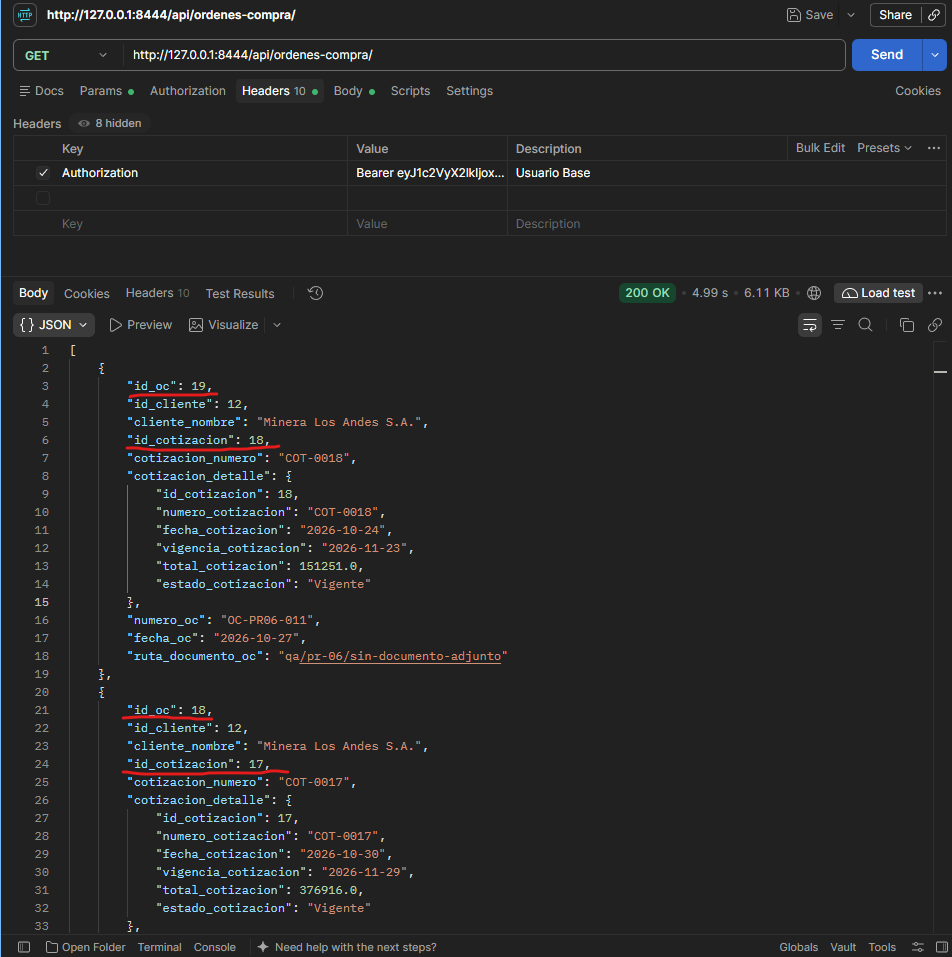 HTTP http://127.0.0.1:8444/api/ordenes-compra/ Save Share
GET http://127.0.0.1:8444/api/ordenes-compra/ Send
Docs Params Authorization Headers 10 Body Scripts Settings Cookies
Headers 8 hidden
Key Value Description Bulk Edit Presets
Authorization Bearer eyJ1c2VyX2lkIjox... Usuario Base
Key Value Description
Body Cookies Headers 10 Test Results 200 OK 4.99 s 6.11 KB Load test
{} JSON Preview Visualize
1 [
2 {
3 "id_oc": 19,
4 "id_cliente": 12,
5 "cliente_nombre": "Minera Los Andes S.A.",
6 "id_cotizacion": 18,
7 "cotizacion_numero": "COT-0018",
8 "cotizacion_detalle": {
9 "id_cotizacion": 18,
10 "numero_cotizacion": "COT-0018",
11 "fecha_cotizacion": "2026-10-24",
12 "vigencia_cotizacion": "2026-11-23",
13 "total_cotizacion": 151251.0,
14 "estado_cotizacion": "Vigente"
15 },
16 "numero_oc": "OC-PR06-011",
17 "fecha_oc": "2026-10-27",
18 "ruta_documento_oc": "qa/pr-06/sin-documento-adjunto"
19 },
20 {
21 "id_oc": 18,
22 "id_cliente": 12,
23 "cliente_nombre": "Minera Los Andes S.A.",
24 "id_cotizacion": 17,
25 "cotizacion_numero": "COT-0017",
26 "cotizacion_detalle": {
27 "id_cotizacion": 17,
28 "numero_cotizacion": "COT-0017",
29 "fecha_cotizacion": "2026-10-30",
30 "vigencia_cotizacion": "2026-11-29",
31 "total_cotizacion": 376916.0,
32 "estado_cotizacion": "Vigente"
33 },
Open Folder Terminal Console Need help with the next steps? Globals Vault Tools